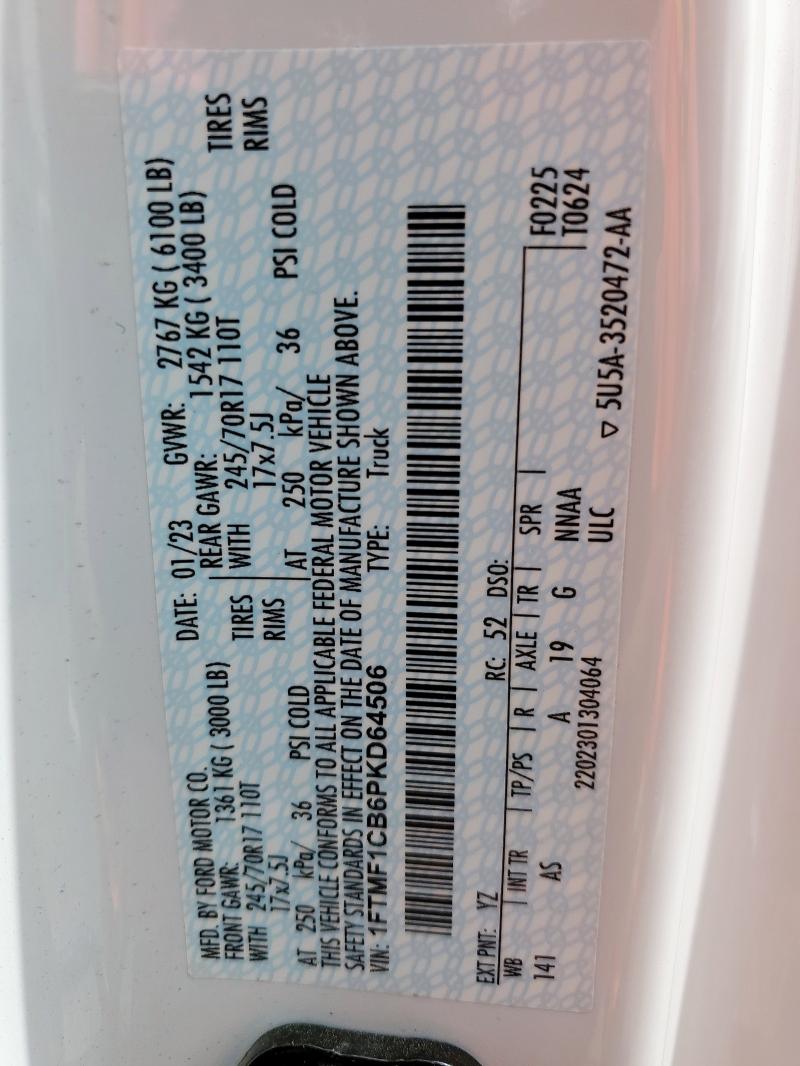 MFD. BY FORD MOTOR CO. DATE: 01/23 GVWR: 2767 KG ( 6100 LB)
FRONT GAWR: 1361 KG ( 3000 LB) REAR GAWR: 1542 KG ( 3400 LB)
WITH 245/70R17 110T TIRES WITH 245/70R17 110T TIRES
17x7.5J RIMS 17x7.5J RIMS
AT 250 kPa/ 36 PSI COLD AT 250 kPa/ 36 PSI COLD
THIS VEHICLE CONFORMS TO ALL APPLICABLE FEDERAL MOTOR VEHICLE
SAFETY STANDARDS IN EFFECT ON THE DATE OF MANUFACTURE SHOWN ABOVE.
VIN: 1FTMF1CB6PKD64506 TYPE: Truck
EXT PNT: YZ RC: 52 DSO:
WB INT TR TP/PS R AXLE TR SPR F0225
141 AS A 19 G NNAA T0624
ULC
2202301304064 ▽ 5U5A-3520472-AA